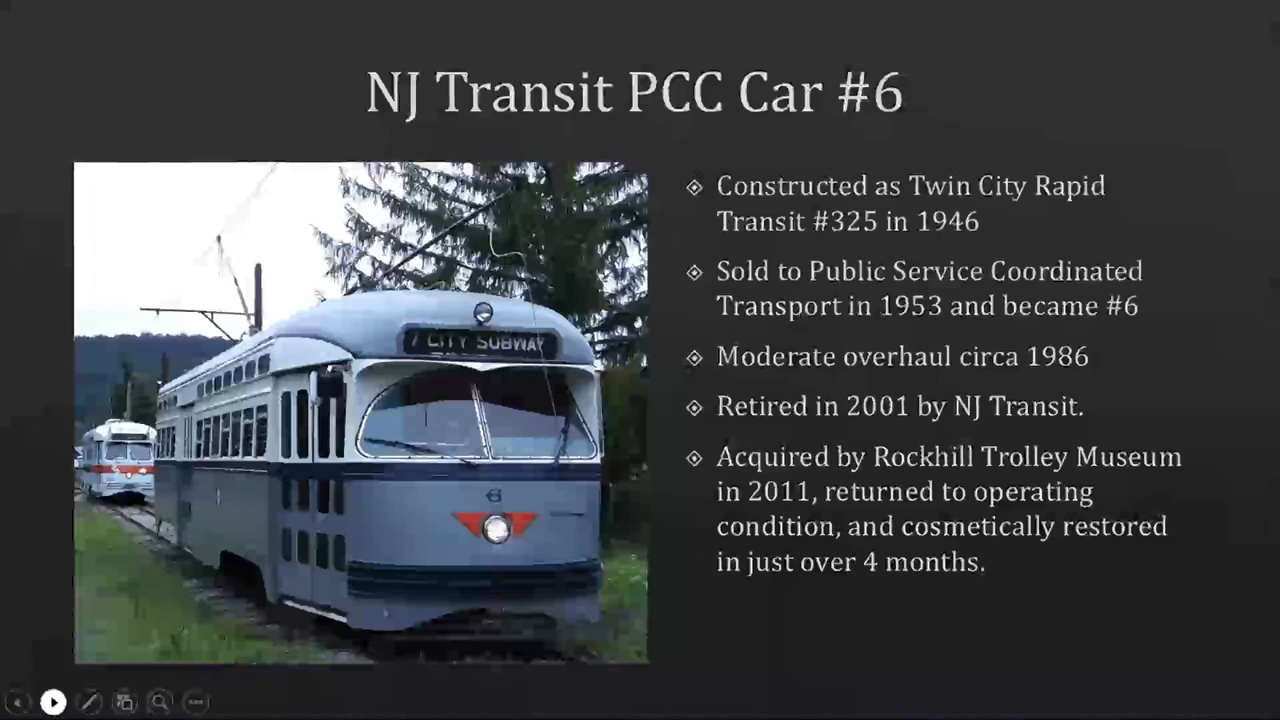 NJ Transit PCC Car #6
7 CITY SUBWAY
6
Constructed as Twin City Rapid
Transit #325 in 1946
Sold to Public Service Coordinated
Transport in 1953 and became #6
Moderate overhaul circa 1986
Retired in 2001 by NJ Transit.
Acquired by Rockhill Trolley Museum
in 2011, returned to operating
condition, and cosmetically restored
in just over 4 months.